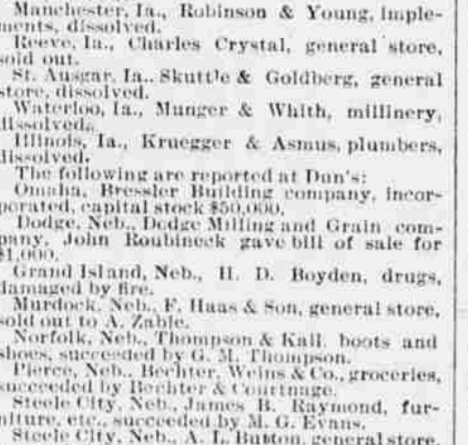 Manchester, Ia., Robinson & Young, imple-
ments, dissolved.
Reeve, Ia., Charles Crystal, general store,
sold out.
St. Ansgar, Ia., Skuttle & Goldberg, general
store, dissolved.
Waterloo, Ia., Munger & Whith, millinery,
dissolved.
Illinois, Ia., Kruegger & Asmus, plumbers,
dissolved.
The following are reported at Dun's:
Omaha, Bressler Building company, incor-
porated, capital stock $50,000.
Dodge, Neb., Dodge Milling and Grain com-
pany, John Roubineck gave bill of sale for
$1,000.
Grand Island, Neb., H. D. Boyden, drugs,
damaged by fire.
Murdock, Neb., F. Haas & Son, general store,
sold out to A. Zable.
Norfolk, Neb., Thompson & Kail, boots and
shoes, succeeded by G. M. Thompson.
Pierce, Neb., Bechter, Weins & Co., groceries,
succeeded by Bechter & Courtnage.
Steele City, Neb., James B. Raymond, fur-
niture, etc., succeeded by M. G. Evans.
Steele City, Neb., A. L. Button, general store,